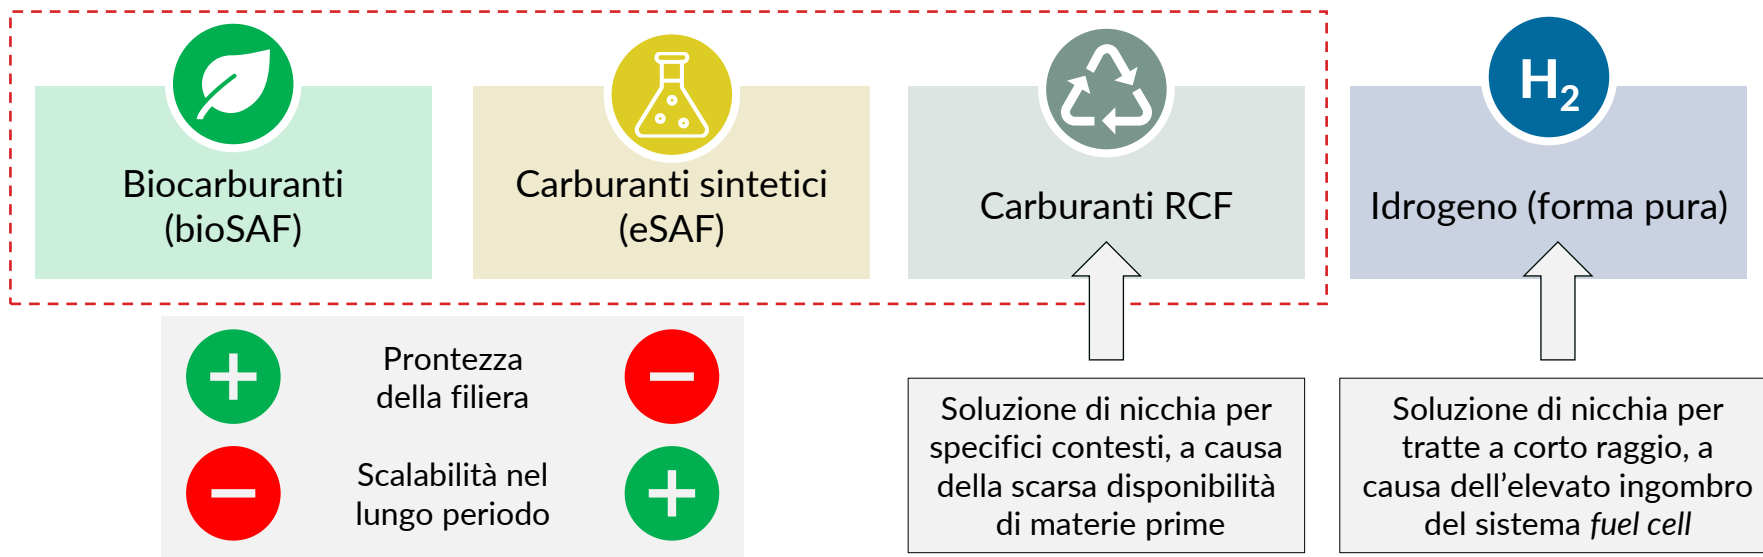 Biocarburanti
(bioSAF)
Carburanti sintetici
(eSAF)
Carburanti RCF
H₂
Idrogeno (forma pura)
Prontezza
della filiera
Scalabilità nel
lungo periodo
Soluzione di nicchia per
specifici contesti, a causa
della scarsa disponibilità
di materie prime
Soluzione di nicchia per
tratte a corto raggio, a
causa dell’elevato ingombro
del sistema fuel cell